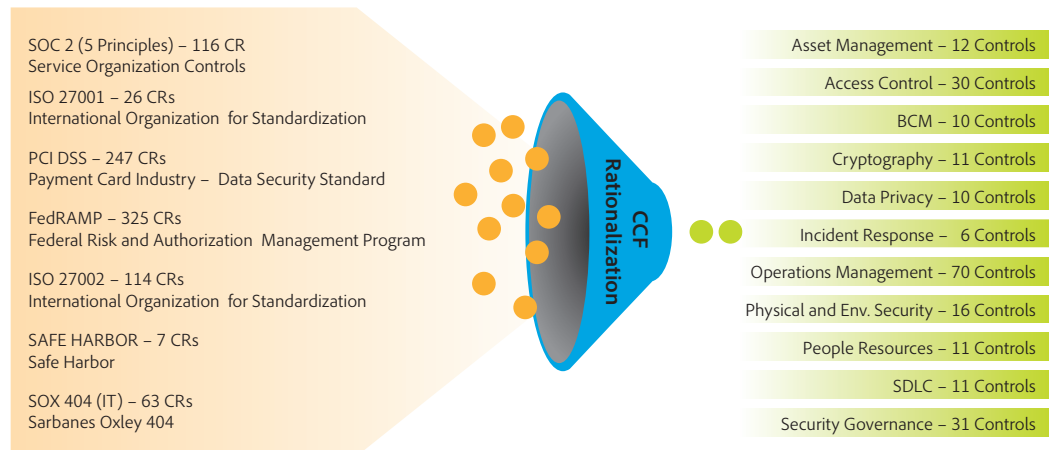 SOC 2 (5 Principles) – 116 CR
Service Organization Controls
ISO 27001 – 26 CRs
International Organization for Standardization
PCI DSS – 247 CRs
Payment Card Industry – Data Security Standard
FedRAMP – 325 CRs
Federal Risk and Authorization Management Program
ISO 27002 – 114 CRs
International Organization for Standardization
SAFE HARBOR – 7 CRs
Safe Harbor
SOX 404 (IT) – 63 CRs
Sarbanes Oxley 404
CCF
Rationalization
Asset Management – 12 Controls
Access Control – 30 Controls
BCM – 10 Controls
Cryptography – 11 Controls
Data Privacy – 10 Controls
Incident Response – 6 Controls
Operations Management – 70 Controls
Physical and Env. Security – 16 Controls
People Resources – 11 Controls
SDLC – 11 Controls
Security Governance – 31 Controls